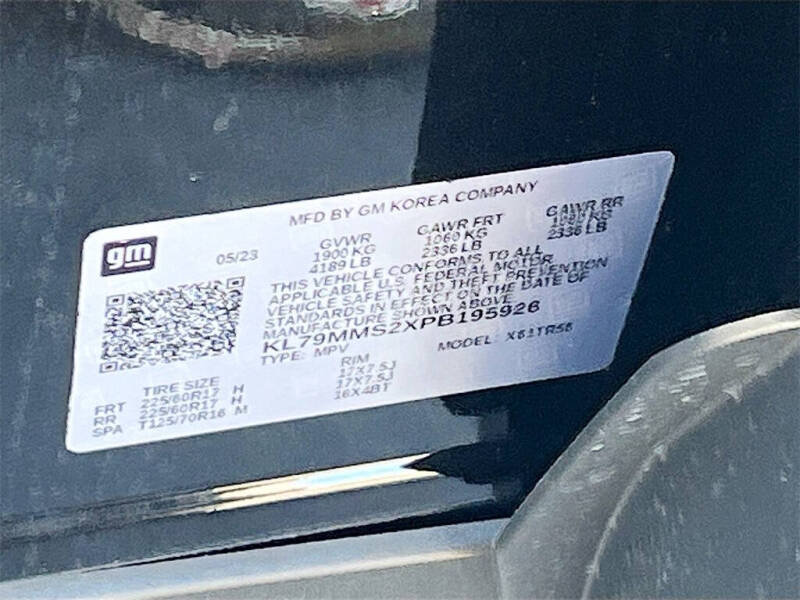 MFD BY GM KOREA COMPANY
gm
05/23
GVWR GAWR FRT GAWR RR
1900 KG 1060 KG 1060 KG
4189 LB 2336 LB 2336 LB
THIS VEHICLE CONFORMS TO ALL
APPLICABLE U.S. FEDERAL MOTOR
VEHICLE SAFETY AND THEFT PREVENTION
STANDARDS IN EFFECT ON THE DATE OF
MANUFACTURE SHOWN ABOVE
KL79MMS2XPB195926
TYPE: MPV MODEL:
TIRE SIZE RIM
FRT 225/60R17 H 17X7.5J
RR 225/60R17 H 17X7.5J
SPA T125/70R16 M 16X4BT